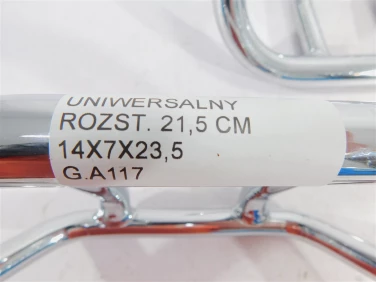 UNIWERSALNY
ROZST. 21,5 CM
14X7X23,5
G.A117